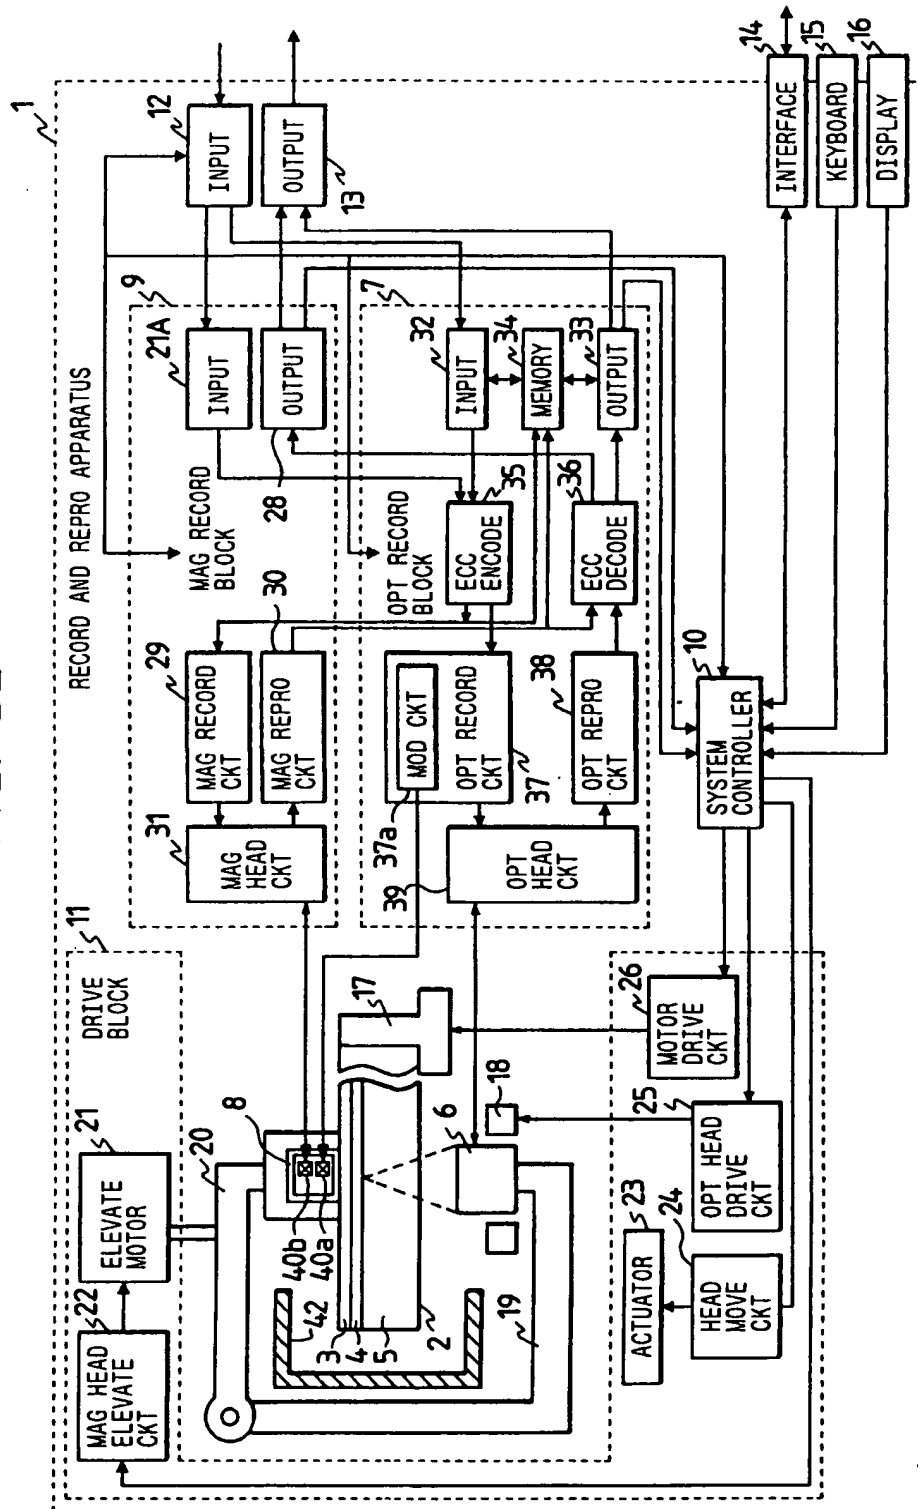 1
RECORD AND REPRO APPARATUS
11
DRIVE
BLOCK
22
MAG HEAD
ELEVATE
CKT
21
ELEVATE
MOTOR
20
8
40b
40a
42
3
4
5
2
17
6
18
19
9
MAG RECORD
BLOCK
31
MAG
HEAD
CKT
29
MAG RECORD
CKT
30
MAG REPRO
CKT
21A
INPUT
28
OUTPUT
12
INPUT
13
OUTPUT
7
OPT RECORD
BLOCK
39
OPT
HEAD
CKT
37a
MOD CKT
OPT RECORD
CKT
37
38
OPT REPRO
CKT
35
ECC
ENCODE
36
ECC
DECODE
32
INPUT
34
MEMORY
33
OUTPUT
23
ACTUATOR
24
HEAD
MOVE
CKT
25
OPT HEAD
DRIVE
CKT
26
MOTOR
DRIVE
CKT
10
SYSTEM
CONTROLLER
14
INTERFACE
15
KEYBOARD
16
DISPLAY